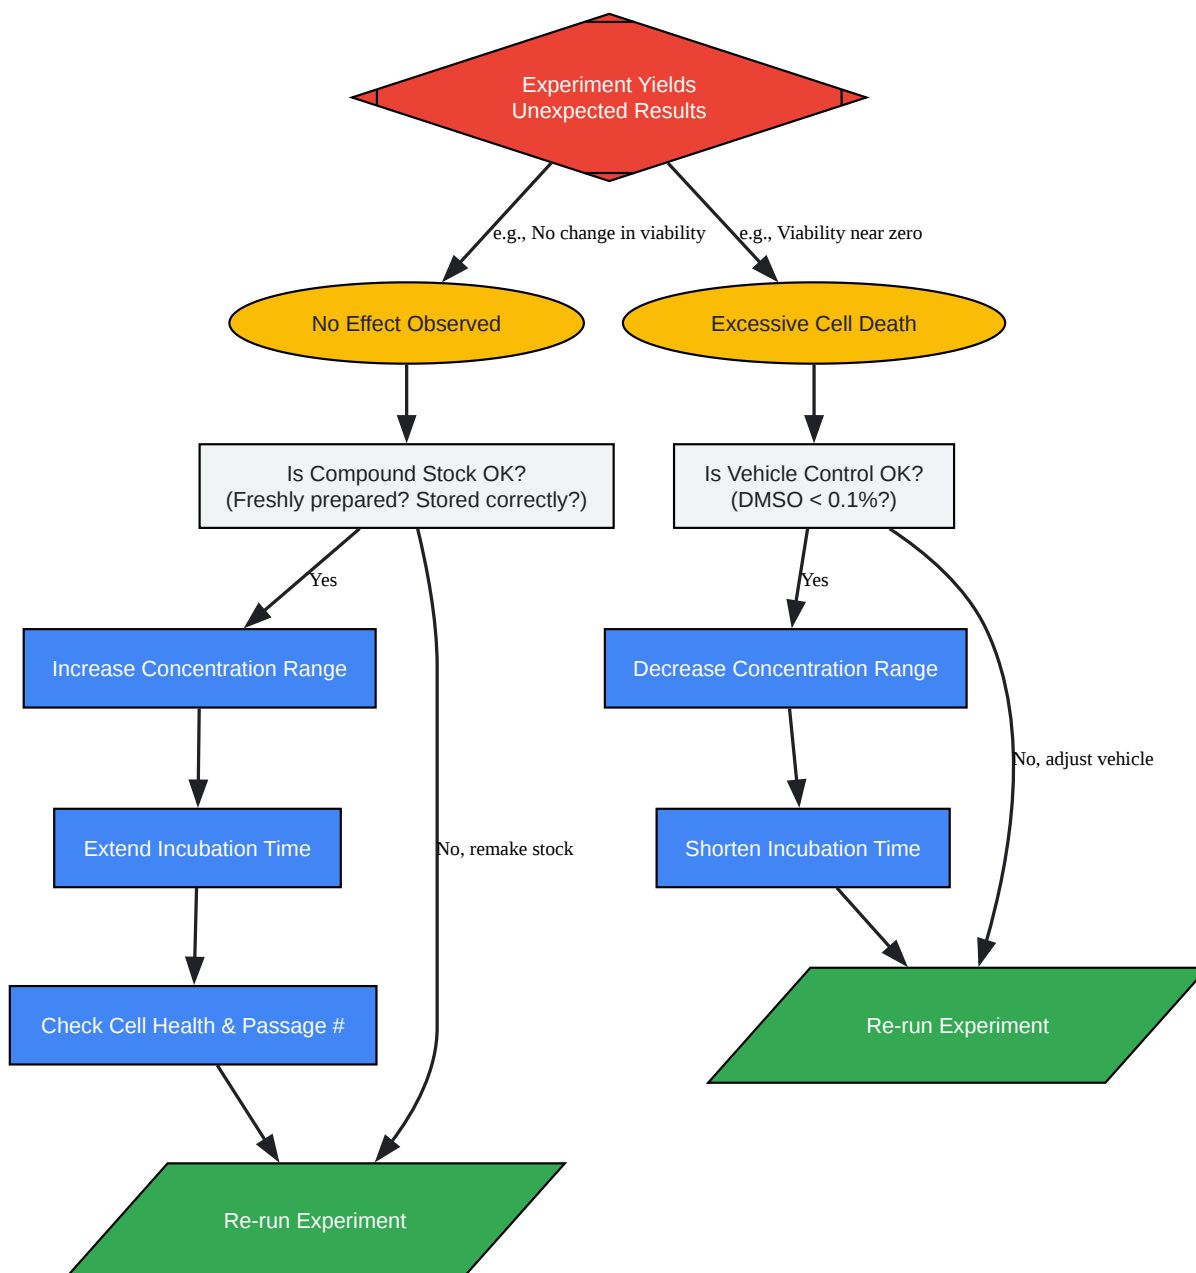 Experiment Yields
Unexpected Results
e.g., No change in viability
e.g., Viability near zero
No Effect Observed
Excessive Cell Death
Is Compound Stock OK?
(Freshly prepared? Stored correctly?)
Is Vehicle Control OK?
(DMSO < 0.1%?)
Yes
Yes
Increase Concentration Range
Decrease Concentration Range
No, adjust vehicle
Extend Incubation Time
No, remake stock
Shorten Incubation Time
Check Cell Health & Passage #
Re-run Experiment
Re-run Experiment